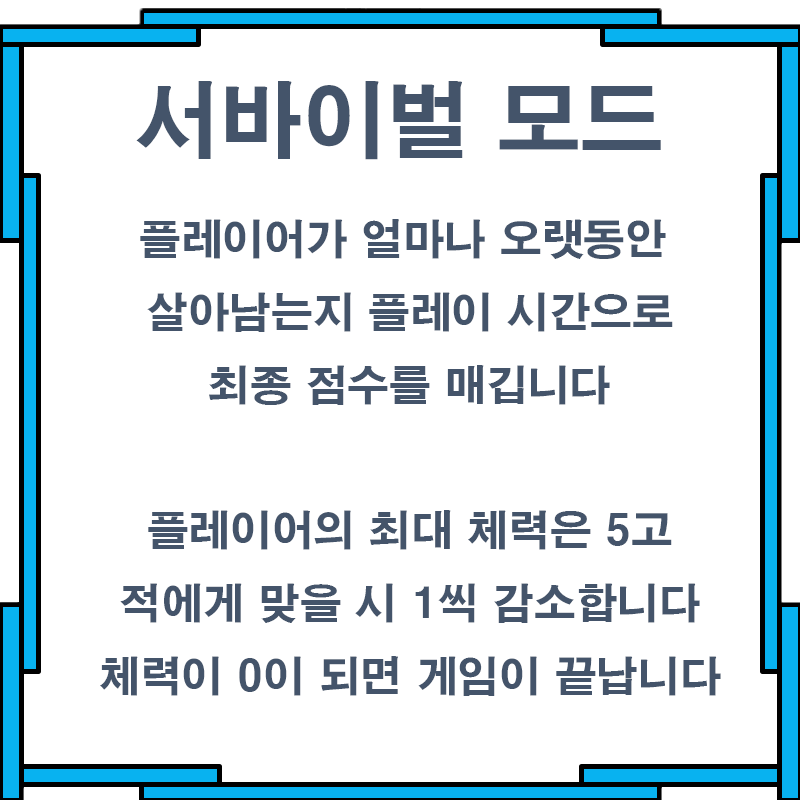 서바이벌 모드
플레이어가 얼마나 오랫동안
살아남는지 플레이 시간으로
최종 점수를 매깁니다
플레이어의 최대 체력은 5고
적에게 맞을 시 1씩 감소합니다
체력이 0이 되면 게임이 끝납니다